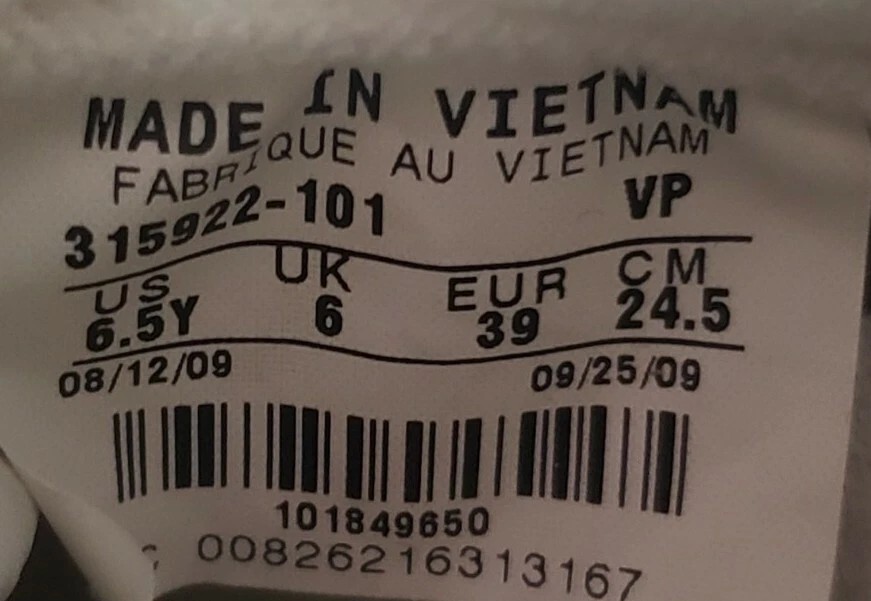 MADE IN VIETNAM
FABRIQUE AU VIETNAM
315922-101 VP
US UK EUR CM
6.5Y 6 39 24.5
08/12/09 09/25/09
101849650
00826216313167